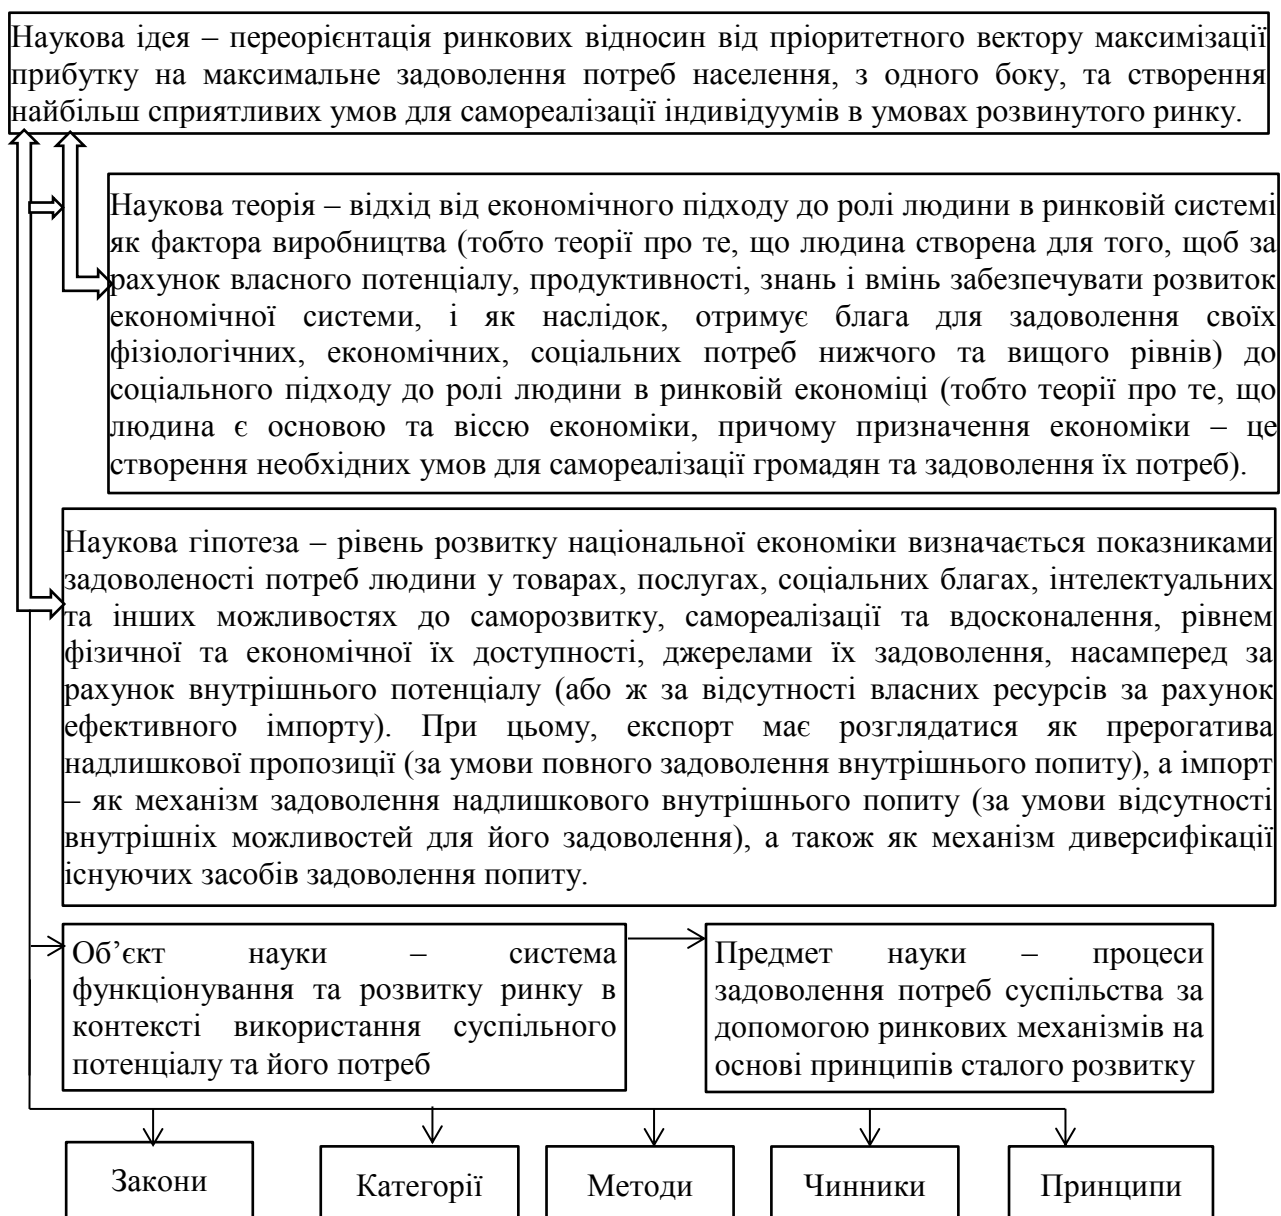 Наукова ідея – переорієнтація ринкових відносин від пріоритетного вектору максимізації
прибутку на максимальне задоволення потреб населення, з одного боку, та створення
найбільш сприятливих умов для самореалізації індивідуумів в умовах розвинутого ринку.
Наукова теорія – відхід від економічного підходу до ролі людини в ринковій системі
як фактора виробництва (тобто теорії про те, що людина створена для того, щоб за
рахунок власного потенціалу, продуктивності, знань і вмінь забезпечувати розвиток
економічної системи, і як наслідок, отримує блага для задоволення своїх
фізіологічних, економічних, соціальних потреб нижчого та вищого рівнів) до
соціального підходу до ролі людини в ринковій економіці (тобто теорії про те, що
людина є основою та віссю економіки, причому призначення економіки – це
створення необхідних умов для самореалізації громадян та задоволення їх потреб).
Наукова гіпотеза – рівень розвитку національної економіки визначається показниками
задоволеності потреб людини у товарах, послугах, соціальних благах, інтелектуальних
та інших можливостях до саморозвитку, самореалізації та вдосконалення, рівнем
фізичної та економічної їх доступності, джерелами їх задоволення, насамперед за
рахунок внутрішнього потенціалу (або ж за відсутності власних ресурсів за рахунок
ефективного імпорту). При цьому, експорт має розглядатися як прерогатива
надлишкової пропозиції (за умови повного задоволення внутрішнього попиту), а імпорт
– як механізм задоволення надлишкового внутрішнього попиту (за умови відсутності
внутрішніх можливостей для його задоволення), а також як механізм диверсифікації
існуючих засобів задоволення попиту.
Об’єкт науки – система
функціонування та розвитку ринку в
контексті використання суспільного
потенціалу та його потреб
Предмет науки – процеси
задоволення потреб суспільства за
допомогою ринкових механізмів на
основі принципів сталого розвитку
Закони
Категорії
Методи
Чинники
Принципи